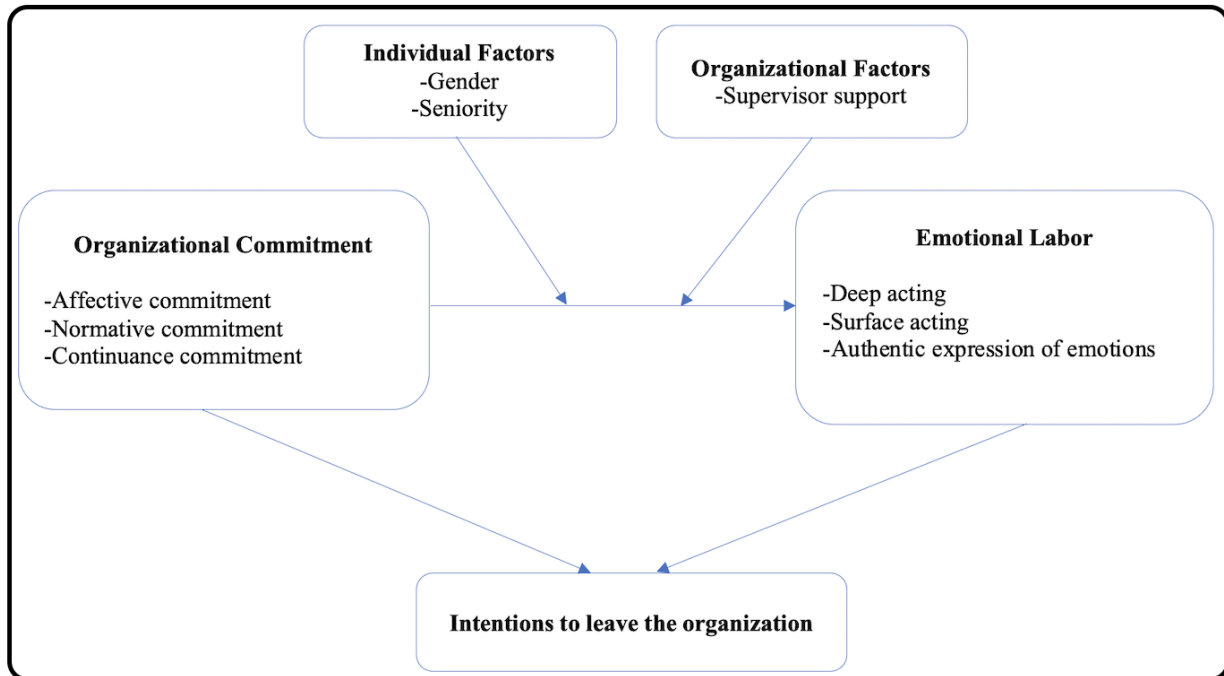 Individual Factors
-Gender
-Seniority
Organizational Factors
-Supervisor support
Organizational Commitment
-Affective commitment
-Normative commitment
-Continuance commitment
Emotional Labor
-Deep acting
-Surface acting
-Authentic expression of emotions
Intentions to leave the organization